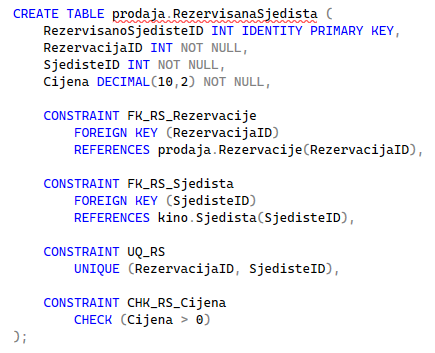 CREATE TABLE prodaja.RezervisanaSjedista (
    RezervisanoSjedisteID INT IDENTITY PRIMARY KEY,
    RezervacijaID INT NOT NULL,
    SjedisteID INT NOT NULL,
    Cijena DECIMAL(10,2) NOT NULL,

    CONSTRAINT FK_RS_Rezervacije
        FOREIGN KEY (RezervacijaID)
        REFERENCES prodaja.Rezervacije(RezervacijaID),

    CONSTRAINT FK_RS_Sjedista
        FOREIGN KEY (SjedisteID)
        REFERENCES kino.Sjedista(SjedisteID),

    CONSTRAINT UQ_RS
        UNIQUE (RezervacijaID, SjedisteID),

    CONSTRAINT CHK_RS_Cijena
        CHECK (Cijena > 0)
);